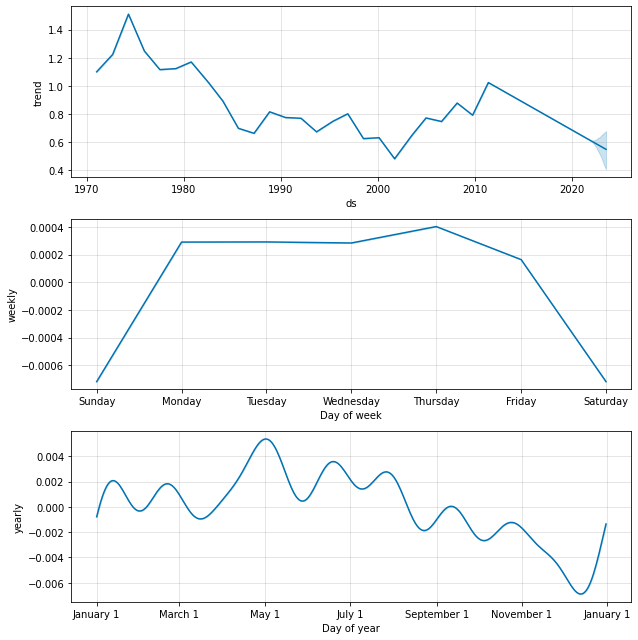 1.4
1.2
1.0
0.8
0.6
0.4
trend
1970 1980 1990 2000 2010 2020
ds
0.0004
0.0002
0.0000
−0.0002
−0.0004
−0.0006
weekly
Sunday Monday Tuesday Wednesday Thursday Friday Saturday
Day of week
0.004
0.002
0.000
−0.002
−0.004
−0.006
yearly
January 1 March 1 May 1 July 1 September 1 November 1 January 1
Day of year